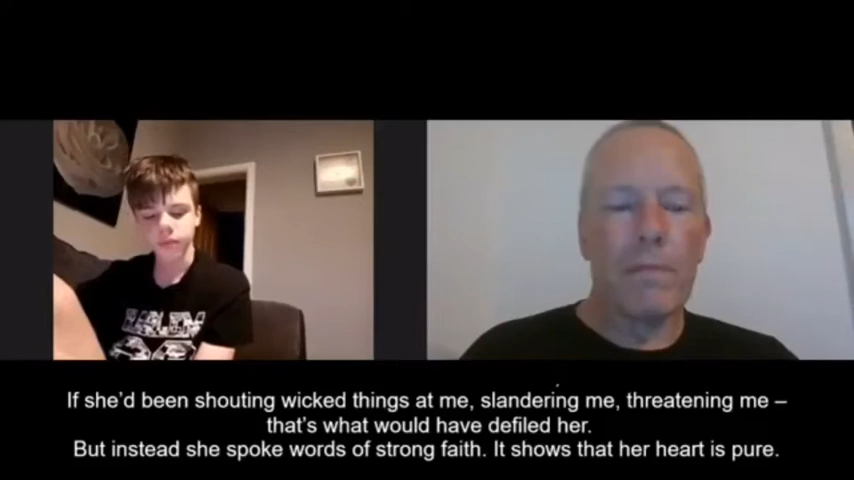 If she'd been shouting wicked things at me, slandering me, threatening me –
that's what would have defiled her.
But instead she spoke words of strong faith. It shows that her heart is pure.